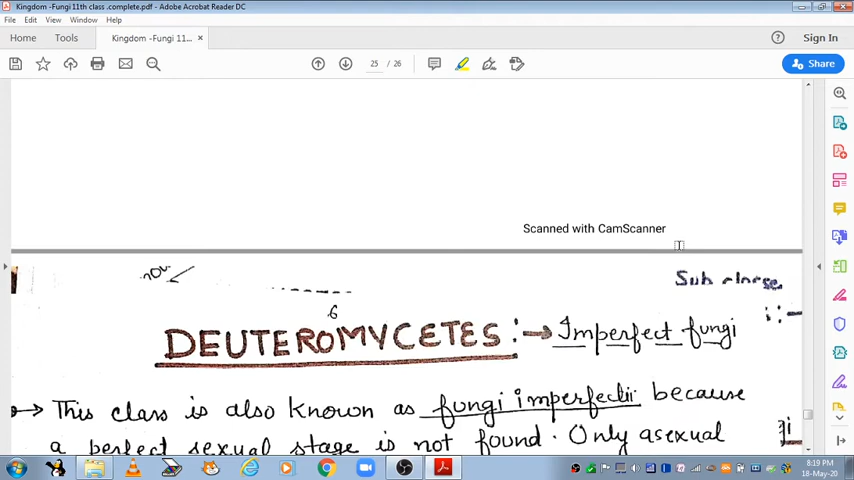 Kingdom -Fungi 11th class .complete.pdf - Adobe Acrobat Reader DC
File Edit View Window Help
Home Tools Kingdom -Fungi 11... × Sign In
25 / 26 Share
Scanned with CamScanner
6
DEUTEROMYCETES: → Imperfect fungi
→ This class is also known as fungi imperfectii because
a perfect sexual stage is not found. Only asexual
8:19 PM
18-May-20